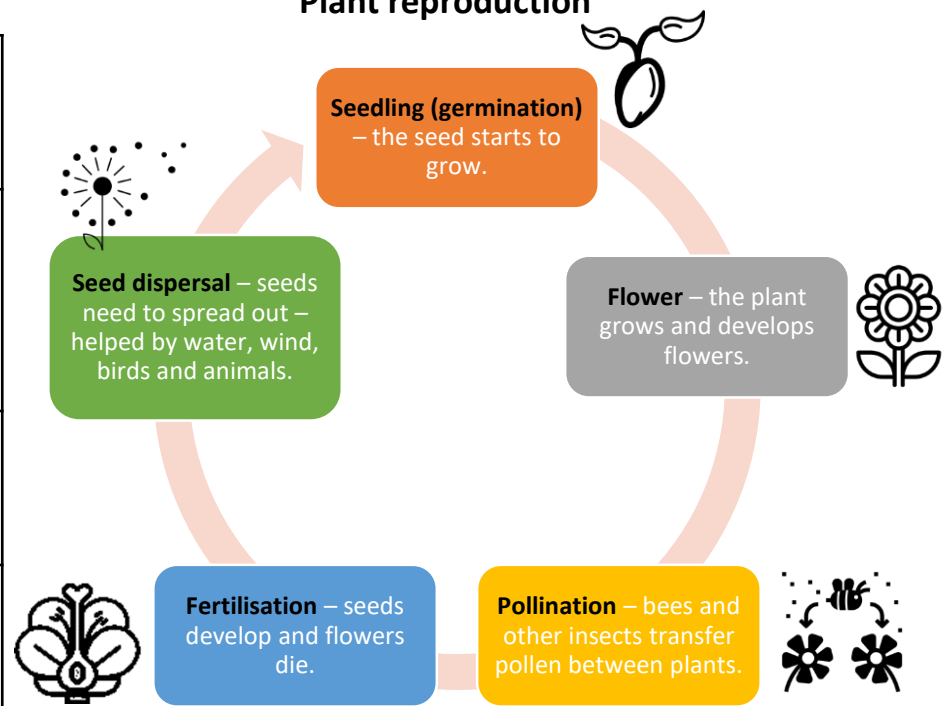 Plant reproduction
Seedling (germination)
– the seed starts to
grow.
Flower – the plant
grows and develops
flowers.
Pollination – bees and
other insects transfer
pollen between plants.
Fertilisation – seeds
develop and flowers
die.
Seed dispersal – seeds
need to spread out –
helped by water, wind,
birds and animals.